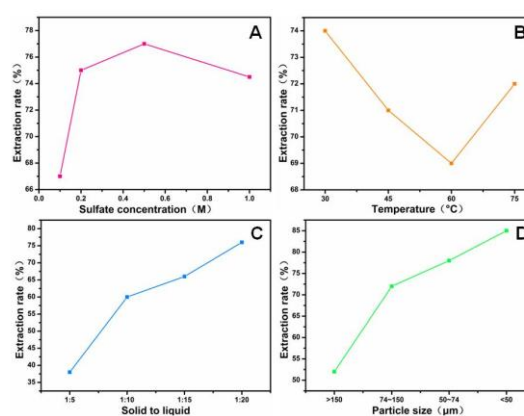 A
Extraction rate (%)
78
76
74
72
70
68
66
0.0 0.2 0.4 0.6 0.8 1.0
Sulfate concentration (M)
B
Extraction rate (%)
74
73
72
71
70
69
68
30 45 60 75
Temperature (°C)
C
Extraction rate (%)
80
75
70
65
60
55
50
45
40
35
1:5 1:10 1:15 1:20
Solid to liquid
D
Extraction rate (%)
85
80
75
70
65
60
55
50
>150 74~150 50~74 <50
Particle size (μm)